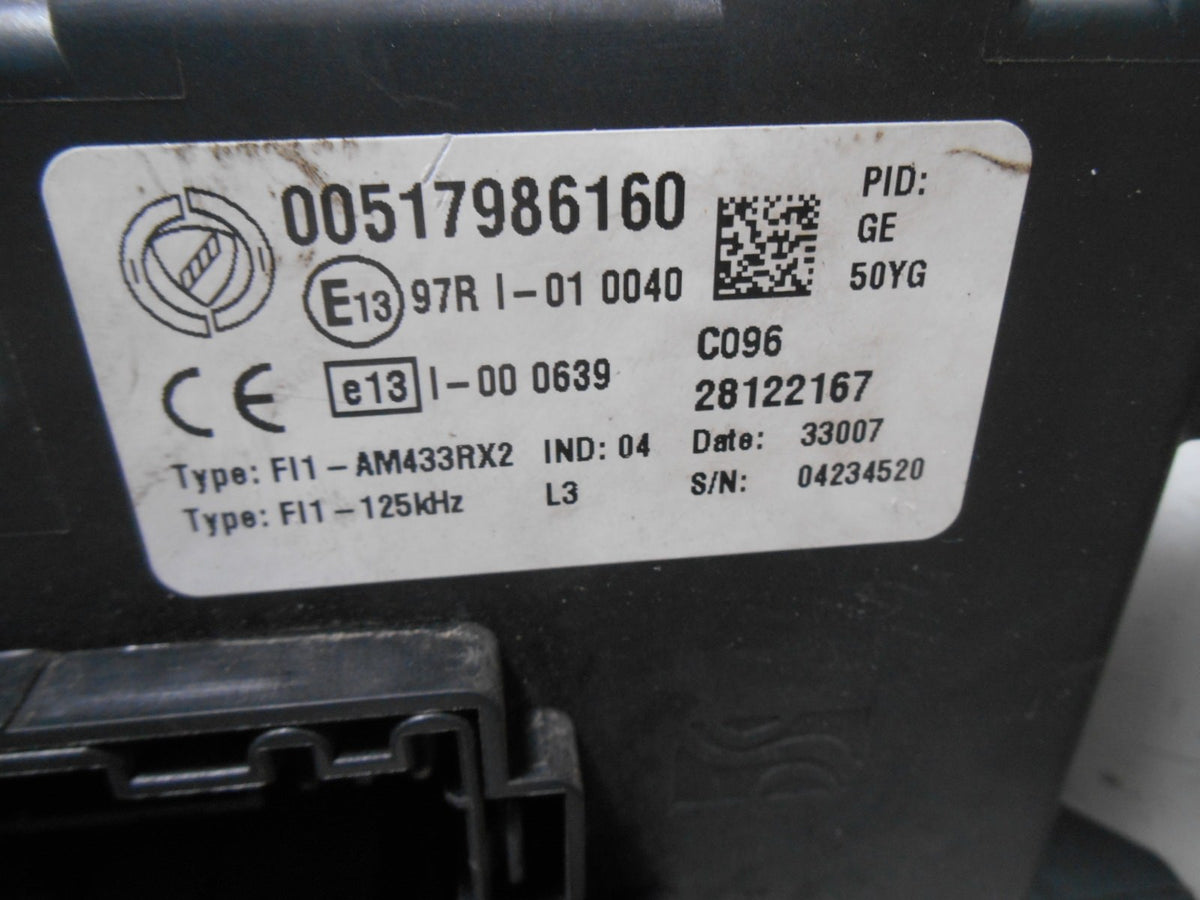 00517986160
E13 97R I-01 0040
CE e13 I-00 0639
Type: FI1-AM433RX2 IND: 04
Type: FI1-125kHz L3
PID:
GE
50YG
C096
28122167
Date: 33007
S/N: 04234520